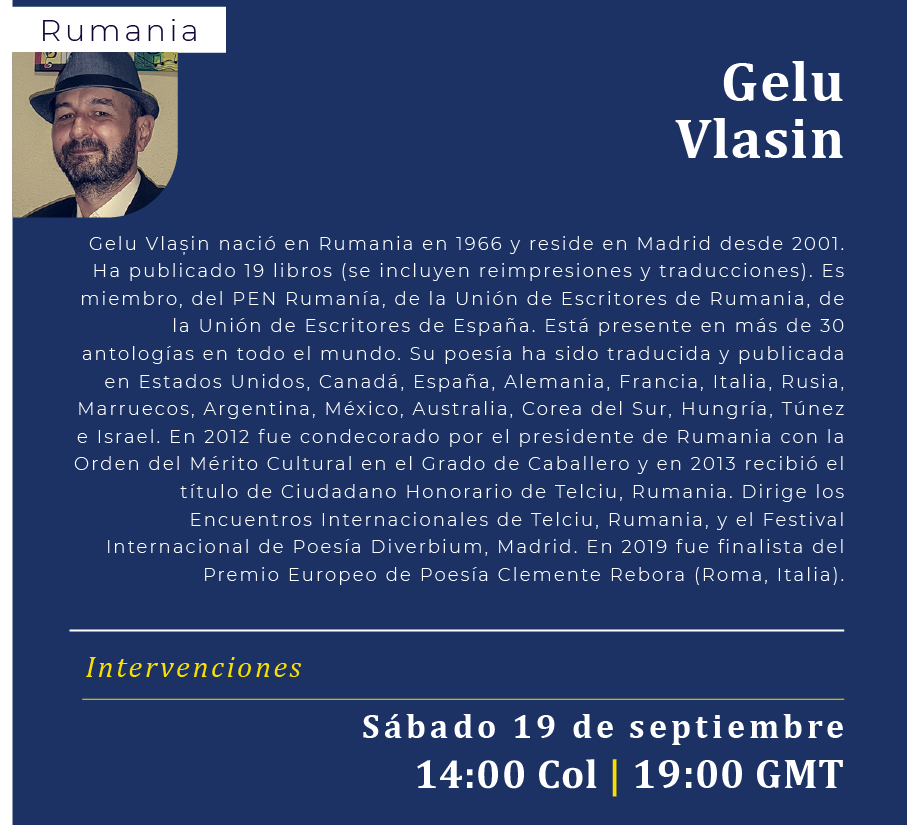 Rumania
Gelu
Vlasin
Gelu Vlașin nació en Rumania en 1966 y reside en Madrid desde 2001.
Ha publicado 19 libros (se incluyen reimpresiones y traducciones). Es
miembro, del PEN Rumanía, de la Unión de Escritores de Rumania, de
la Unión de Escritores de España. Está presente en más de 30
antologías en todo el mundo. Su poesía ha sido traducida y publicada
en Estados Unidos, Canadá, España, Alemania, Francia, Italia, Rusia,
Marruecos, Argentina, México, Australia, Corea del Sur, Hungría, Túnez
e Israel. En 2012 fue condecorado por el presidente de Rumania con la
Orden del Mérito Cultural en el Grado de Caballero y en 2013 recibió el
título de Ciudadano Honorario de Telciu, Rumania. Dirige los
Encuentros Internacionales de Telciu, Rumania, y el Festival
Internacional de Poesía Diverbium, Madrid. En 2019 fue finalista del
Premio Europeo de Poesía Clemente Rebora (Roma, Italia).
Intervenciones
Sábado 19 de septiembre
14:00 Col | 19:00 GMT